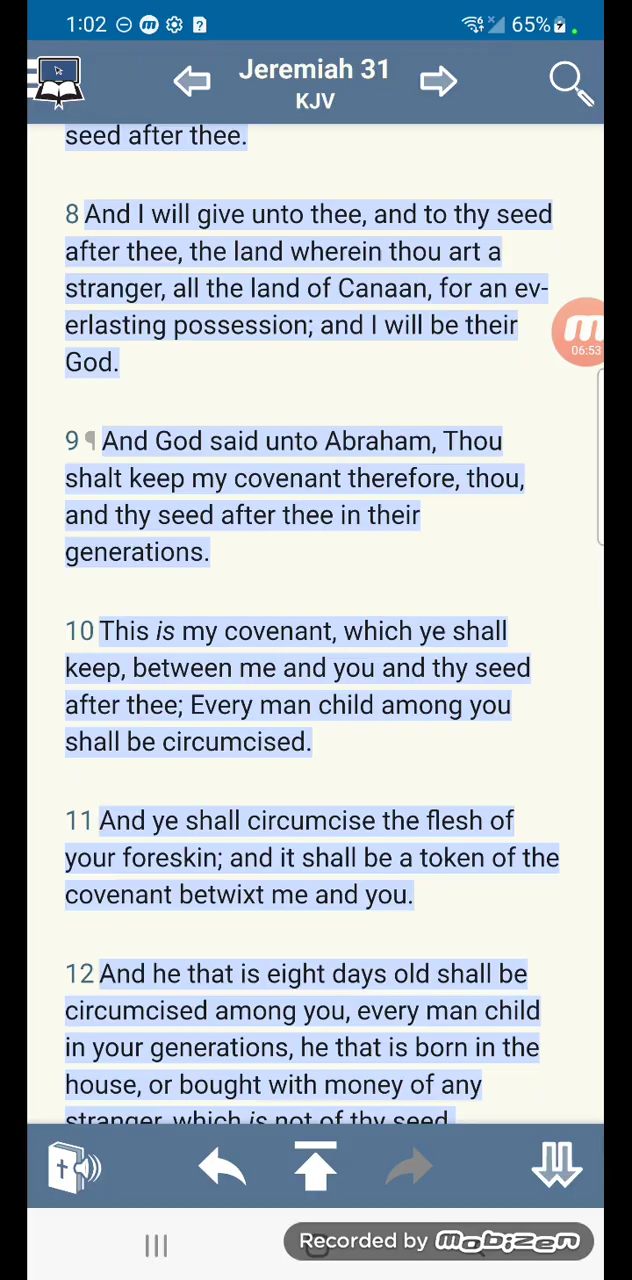 1:02
65%
Jeremiah 31
KJV
seed after thee.
8 And I will give unto thee, and to thy seed
after thee, the land wherein thou art a
stranger, all the land of Canaan, for an ev-
erlasting possession; and I will be their
God.
06:53
9 ¶ And God said unto Abraham, Thou
shalt keep my covenant therefore, thou,
and thy seed after thee in their
generations.
10 This is my covenant, which ye shall
keep, between me and you and thy seed
after thee; Every man child among you
shall be circumcised.
11 And ye shall circumcise the flesh of
your foreskin; and it shall be a token of the
covenant betwixt me and you.
12 And he that is eight days old shall be
circumcised among you, every man child
in your generations, he that is born in the
house, or bought with money of any
stranger, which is not of thy seed.
Recorded by mobizen